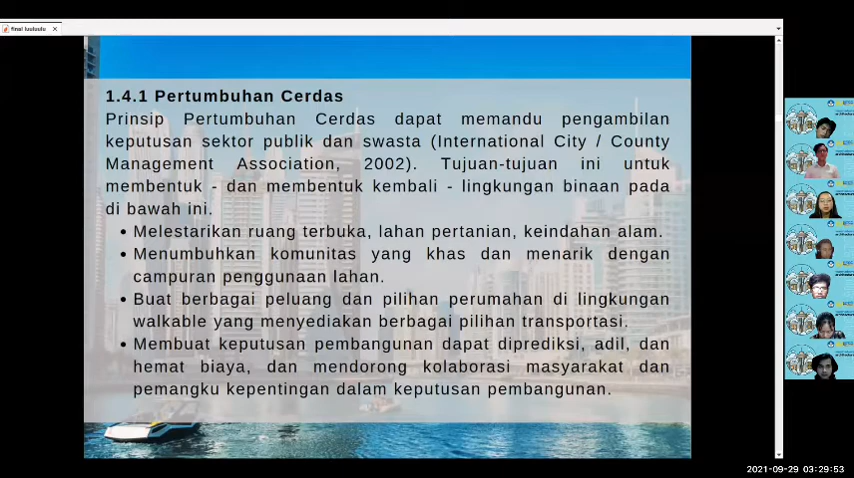 final luuluulu
1.4.1 Pertumbuhan Cerdas
Prinsip Pertumbuhan Cerdas dapat memandu pengambilan
keputusan sektor publik dan swasta (International City / County
Management Association, 2002). Tujuan-tujuan ini untuk
membentuk - dan membentuk kembali - lingkungan binaan pada
di bawah ini.
• Melestarikan ruang terbuka, lahan pertanian, keindahan alam.
• Menumbuhkan komunitas yang khas dan menarik dengan
campuran penggunaan lahan.
• Buat berbagai peluang dan pilihan perumahan di lingkungan
walkable yang menyediakan berbagai pilihan transportasi.
• Membuat keputusan pembangunan dapat diprediksi, adil, dan
hemat biaya, dan mendorong kolaborasi masyarakat dan
pemangku kepentingan dalam keputusan pembangunan.
2021-09-29 03:29:53